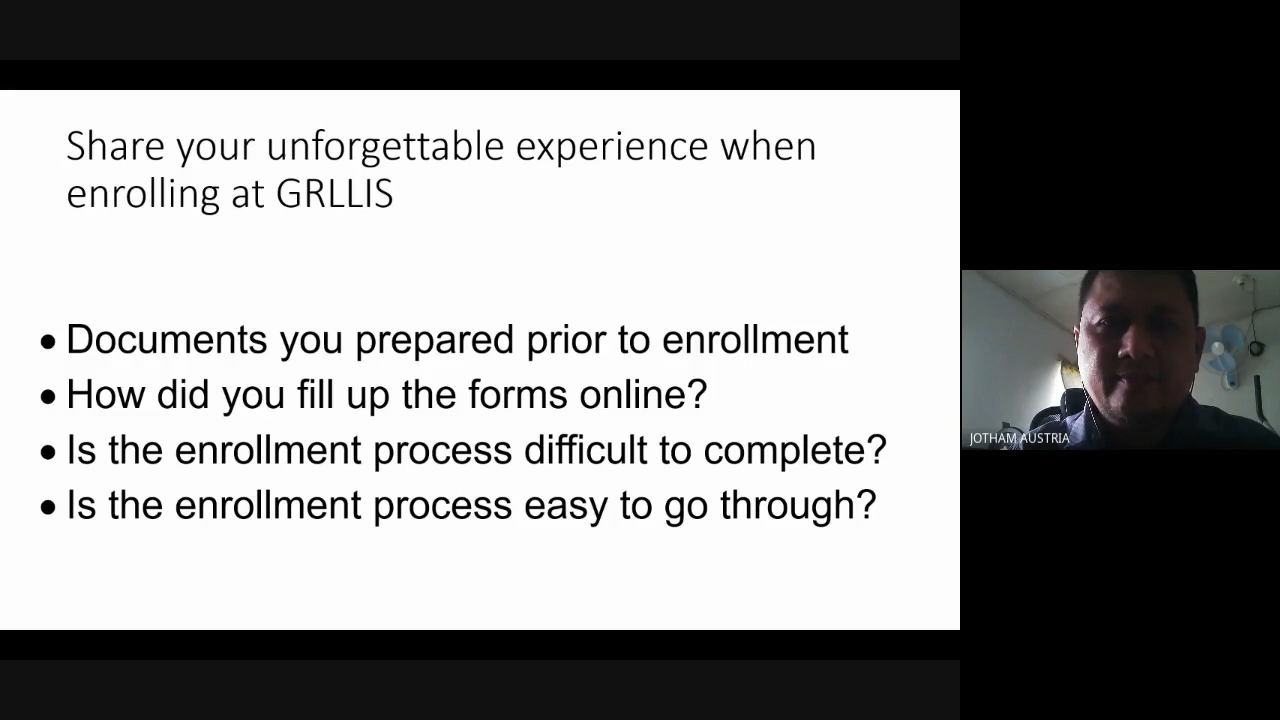 Share your unforgettable experience when
enrolling at GRLLIS
• Documents you prepared prior to enrollment
• How did you fill up the forms online?
• Is the enrollment process difficult to complete?
• Is the enrollment process easy to go through?
JOTHAM AUSTRIA